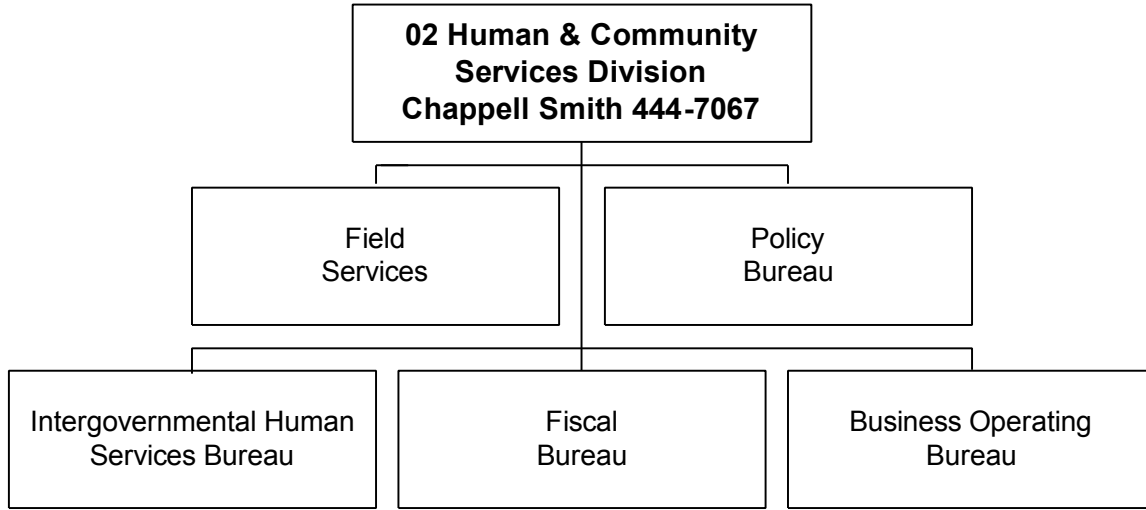 02 Human & Community
Services Division
Chappell Smith 444-7067
Field
Services
Policy
Bureau
Intergovernmental Human
Services Bureau
Fiscal
Bureau
Business Operating
Bureau